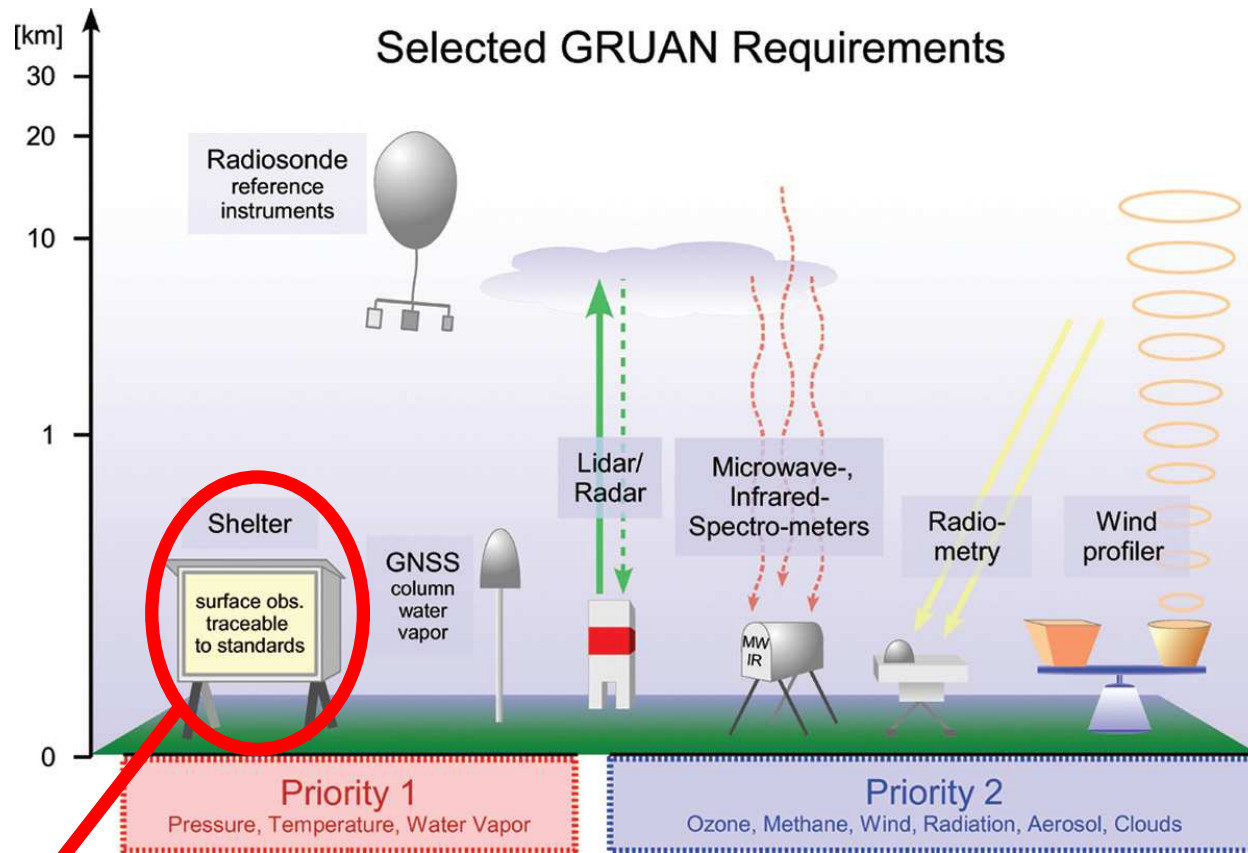 Selected GRUAN Requirements
[km]
30
20
10
1
0
Radiosonde
reference
instruments
Shelter
surface obs.
traceable
to standards
GNSS
column
water
vapor
Lidar/
Radar
Microwave-,
Infrared-
Spectro-meters
MW
IR
Radio-
metry
Wind
profiler
Priority 1
Pressure, Temperature, Water Vapor
Priority 2
Ozone, Methane, Wind, Radiation, Aerosol, Clouds